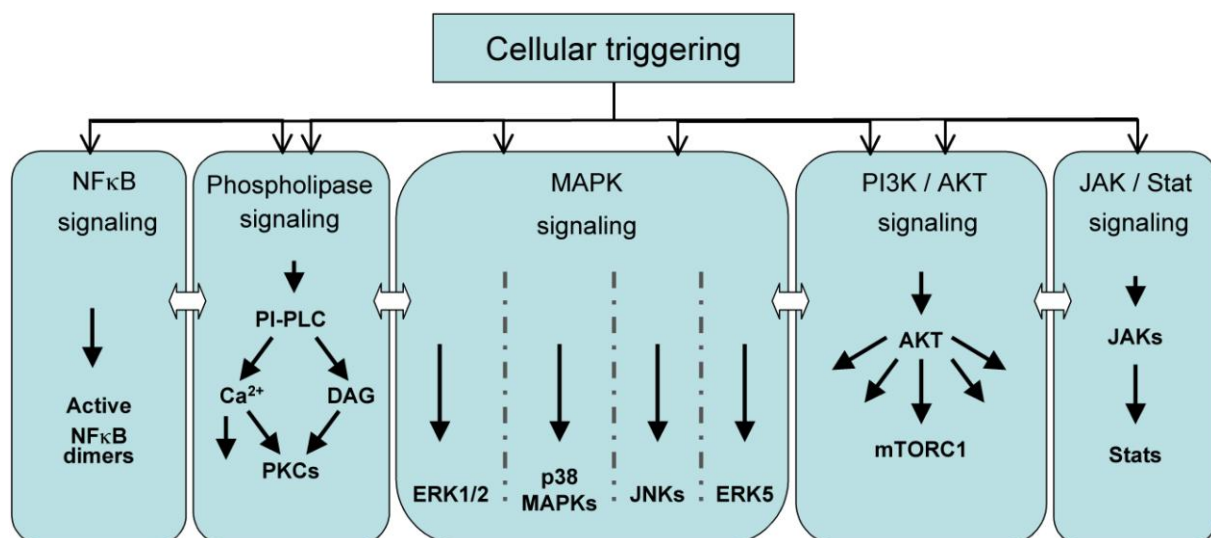 Cellular triggering
NFκB
signaling
Active
NFκB
dimers
Phospholipase
signaling
PI-PLC
Ca²⁺
DAG
PKCs
MAPK
signaling
ERK1/2
p38
MAPKs
JNKs
ERK5
PI3K / AKT
signaling
AKT
mTORC1
JAK / Stat
signaling
JAKs
Stats